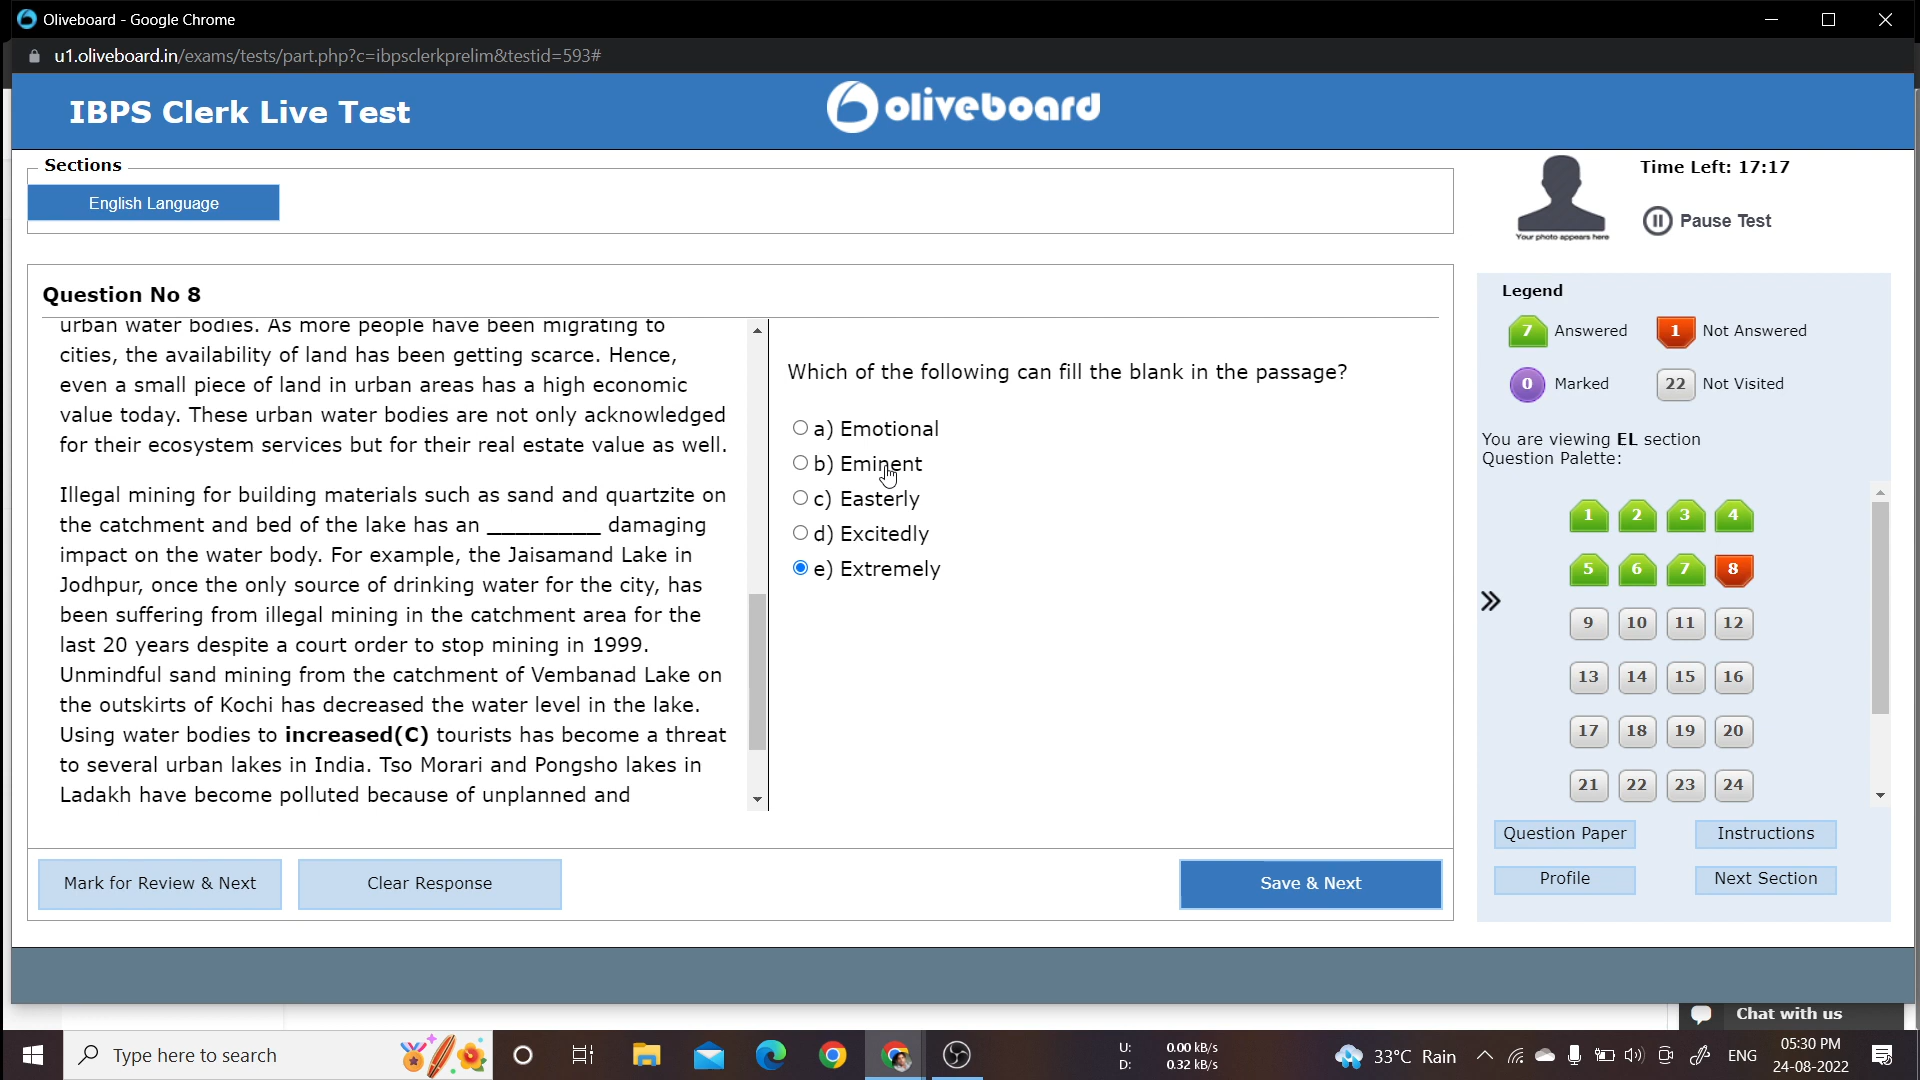 Oliveboard - Google Chrome
u1.oliveboard.in/exams/tests/part.php?c=ibpsclerkprelim&testid=593#
IBPS Clerk Live Test
oliveboard
Sections
English Language
Your photo appears here
Time Left: 17:17
Pause Test
Question No 8
urban water bodies. As more people have been migrating to
cities, the availability of land has been getting scarce. Hence,
even a small piece of land in urban areas has a high economic
value today. These urban water bodies are not only acknowledged
for their ecosystem services but for their real estate value as well.
Illegal mining for building materials such as sand and quartzite on
the catchment and bed of the lake has an __________ damaging
impact on the water body. For example, the Jaisamand Lake in
Jodhpur, once the only source of drinking water for the city, has
been suffering from illegal mining in the catchment area for the
last 20 years despite a court order to stop mining in 1999.
Unmindful sand mining from the catchment of Vembanad Lake on
the outskirts of Kochi has decreased the water level in the lake.
Using water bodies to increased(C) tourists has become a threat
to several urban lakes in India. Tso Morari and Pongsho lakes in
Ladakh have become polluted because of unplanned and
Which of the following can fill the blank in the passage?
a) Emotional
b) Eminent
c) Easterly
d) Excitedly
e) Extremely
Legend
7 Answered 1 Not Answered
0 Marked 22 Not Visited
You are viewing EL section
Question Palette:
1 2 3 4
5 6 7 8
9 10 11 12
13 14 15 16
17 18 19 20
21 22 23 24
Question Paper Instructions
Profile Next Section
Mark for Review & Next Clear Response Save & Next
Chat with us
Type here to search
U: 0.00 kB/s
D: 0.32 kB/s
33°C Rain
ENG
05:30 PM
24-08-2022